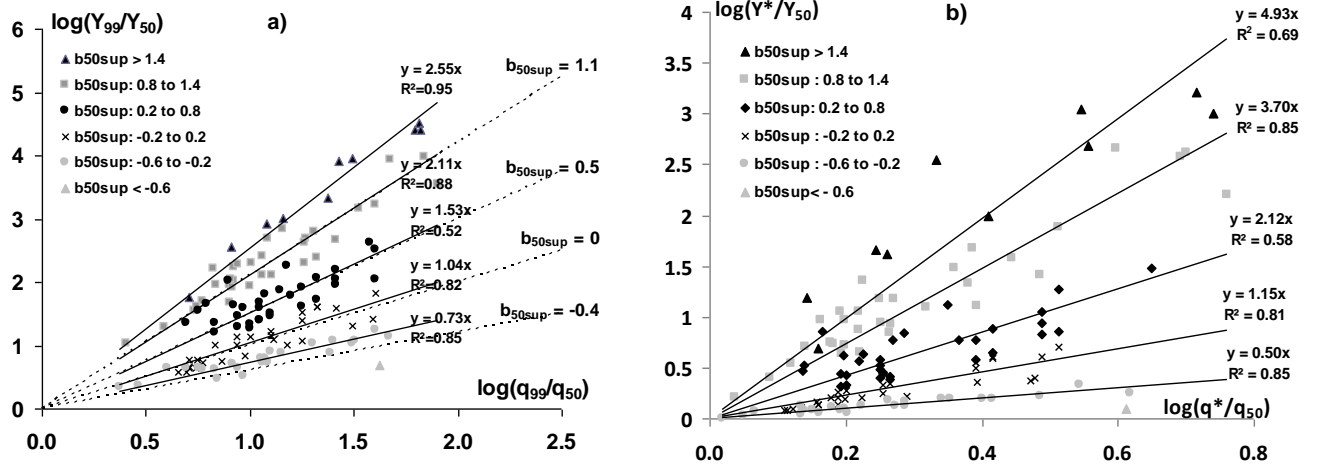 log(Y99/Y50)
a)
6
5
4
3
2
1
0
b50sup > 1.4
b50sup: 0.8 to 1.4
b50sup: 0.2 to 0.8
b50sup: -0.2 to 0.2
b50sup: -0.6 to -0.2
b50sup < -0.6
y = 2.55x
R²=0.95
b50sup = 1.1
y = 2.11x
R²=0.88
b50sup = 0.5
y = 1.53x
R²=0.52
b50sup = 0
y = 1.04x
R²=0.82
b50sup = -0.4
y = 0.73x
R²=0.85
log(q99/q50)
0.0 0.5 1.0 1.5 2.0 2.5
log(Y*/Y50)
b)
4
3.5
3
2.5
2
1.5
1
0.5
0
b50sup > 1.4
b50sup : 0.8 to 1.4
b50sup: 0.2 to 0.8
b50sup : -0.2 to 0.2
b50sup : -0.6 to -0.2
b50sup< - 0.6
y = 4.93x
R² = 0.69
y = 3.70x
R² = 0.85
y = 2.12x
R² = 0.58
y = 1.15x
R² = 0.81
y = 0.50x
R² = 0.85
log(q*/q50)
0.0 0.2 0.4 0.6 0.8